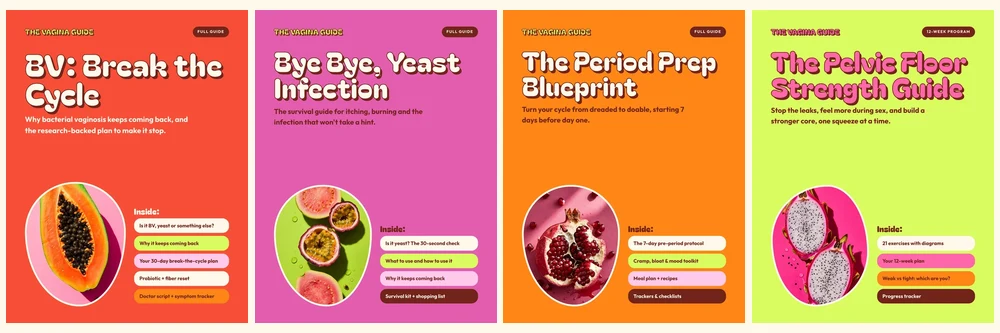 THE VAGINA GUIDE
FULL GUIDE
BV: Break the
Cycle
Why bacterial vaginosis keeps coming back, and
the research-backed plan to make it stop.
Inside:
Is it BV, yeast or something else?
Why it keeps coming back
Your 30-day break-the-cycle plan
Probiotic + fiber reset
Doctor script + symptom tracker
THE VAGINA GUIDE
FULL GUIDE
Bye Bye, Yeast
Infection
The survival guide for itching, burning and the
infection that won't take a hint.
Inside:
Is it yeast? The 30-second check
What to use and how to use it
Why it keeps coming back
Survival kit + shopping list
THE VAGINA GUIDE
FULL GUIDE
The Period Prep
Blueprint
Turn your cycle from dreaded to doable, starting 7
days before day one.
Inside:
The 7-day pre-period protocol
Cramp, bloat & mood toolkit
Meal plan + recipes
Trackers & checklists
THE VAGINA GUIDE
12-WEEK PROGRAM
The Pelvic Floor
Strength Guide
Stop the leaks, feel more during sex, and build a
stronger core, one squeeze at a time.
Inside:
21 exercises with diagrams
Your 12-week plan
Weak vs tight: which are you?
Progress tracker